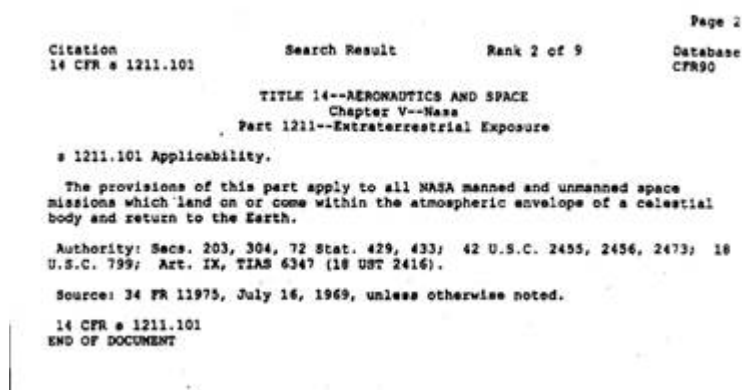 Page 2
Citation Search Result Rank 2 of 9 Database
14 CFR s 1211.101 CFR90
TITLE 14--AERONAUTICS AND SPACE
Chapter V--Nasa
Part 1211--Extraterrestrial Exposure
s 1211.101 Applicability.
The provisions of this part apply to all NASA manned and unmanned space
missions which land on or come within the atmospheric envelope of a celestial
body and return to the Earth.
Authority: Secs. 203, 304, 72 Stat. 429, 433; 42 U.S.C. 2455, 2456, 2473; 18
U.S.C. 799; Art. IX, TIAS 6347 (18 UST 2416).
Source: 34 FR 11975, July 16, 1969, unless otherwise noted.
14 CFR s 1211.101
END OF DOCUMENT